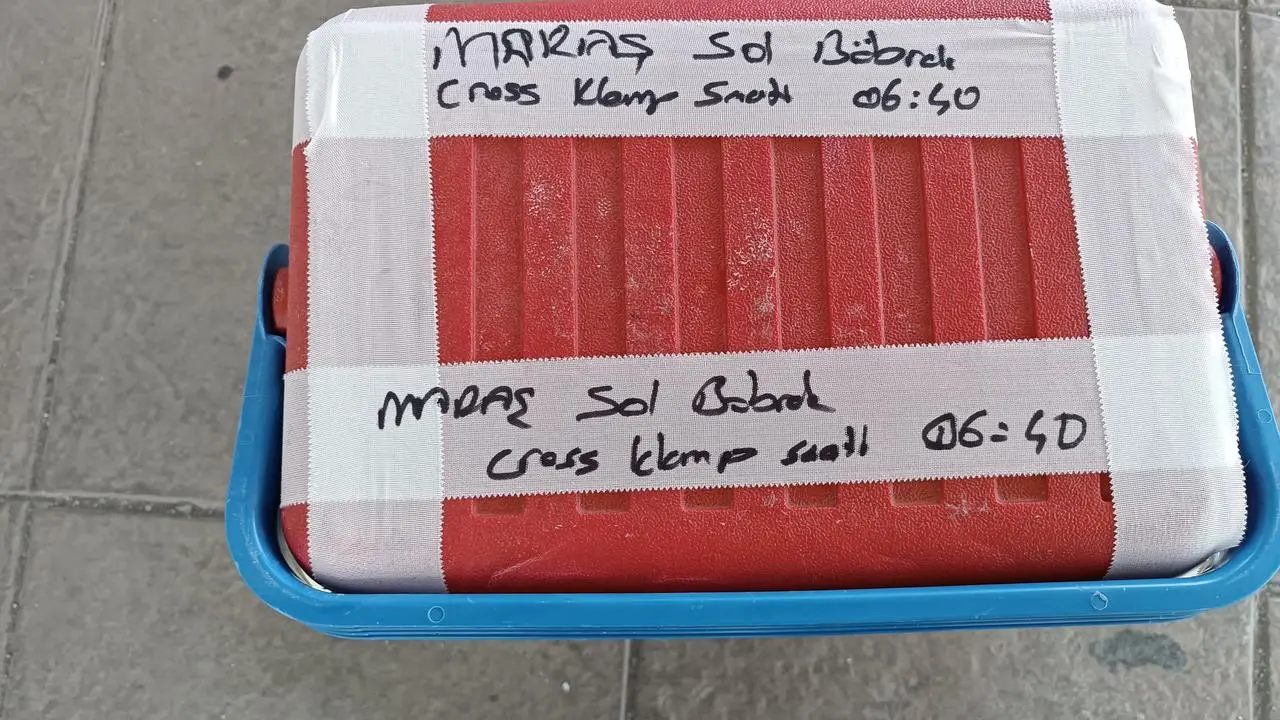 MARAŞ Sol Böbrek
Cross Klemp Saati 06:40
MARAŞ Sol Böbrek
cross klemp saati 06:40